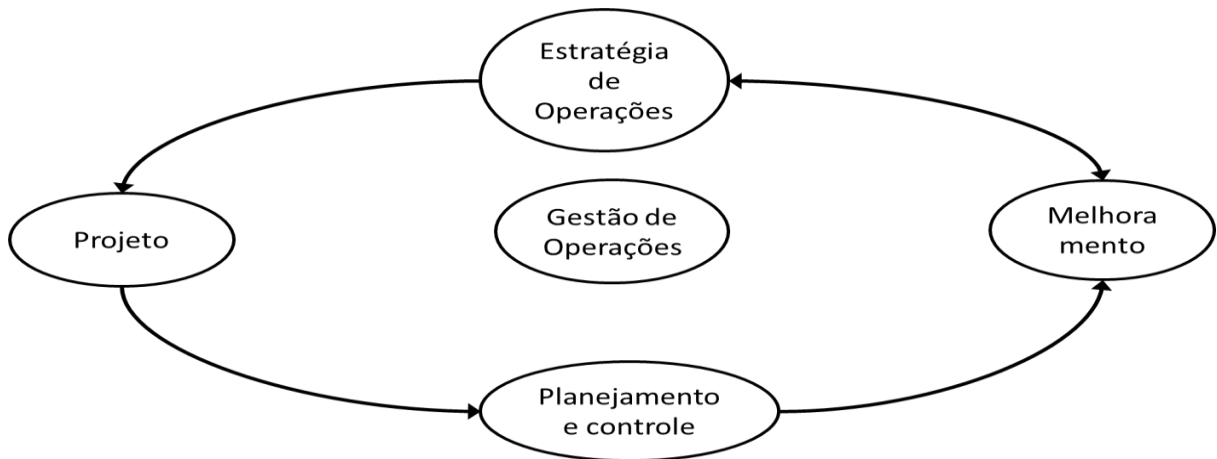 Estratégia
de
Operações
Projeto
Gestão de
Operações
Melhora
mento
Planejamento
e controle